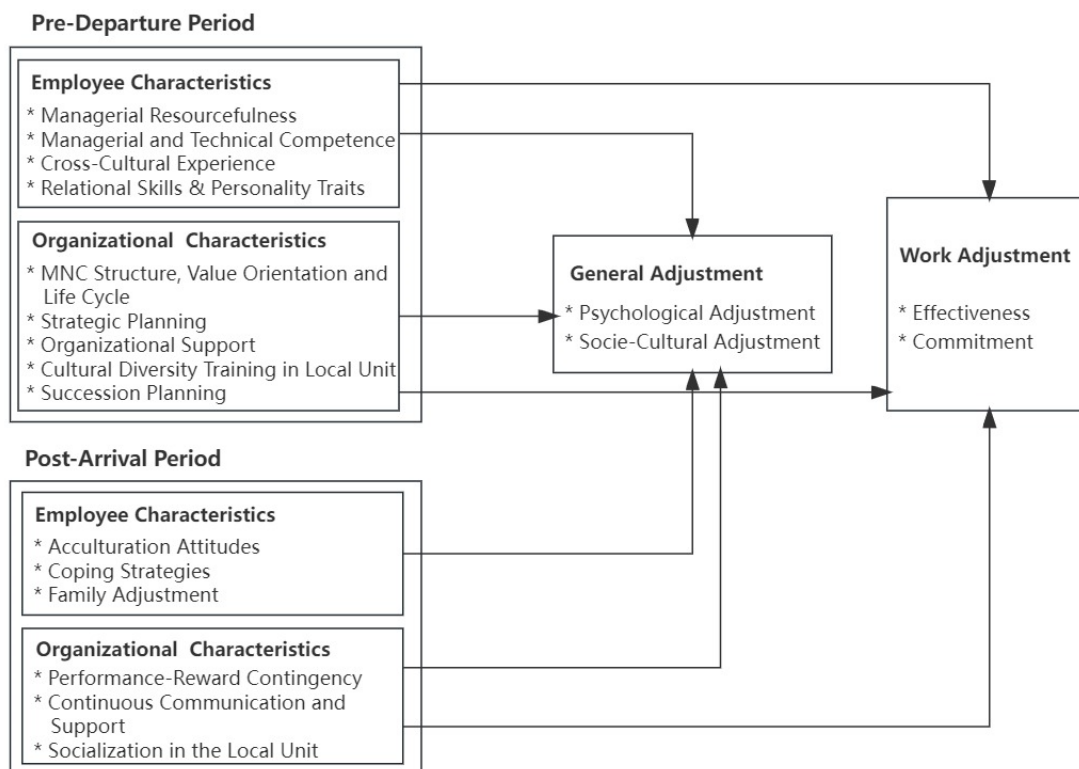 Pre-Departure Period
Employee Characteristics
* Managerial Resourcefulness
* Managerial and Technical Competence
* Cross-Cultural Experience
* Relational Skills & Personality Traits
Organizational Characteristics
* MNC Structure, Value Orientation and
Life Cycle
* Strategic Planning
* Organizational Support
* Cultural Diversity Training in Local Unit
* Succession Planning
General Adjustment
* Psychological Adjustment
* Socie-Cultural Adjustment
Work Adjustment
* Effectiveness
* Commitment
Post-Arrival Period
Employee Characteristics
* Acculturation Attitudes
* Coping Strategies
* Family Adjustment
Organizational Characteristics
* Performance-Reward Contingency
* Continuous Communication and
Support
* Socialization in the Local Unit